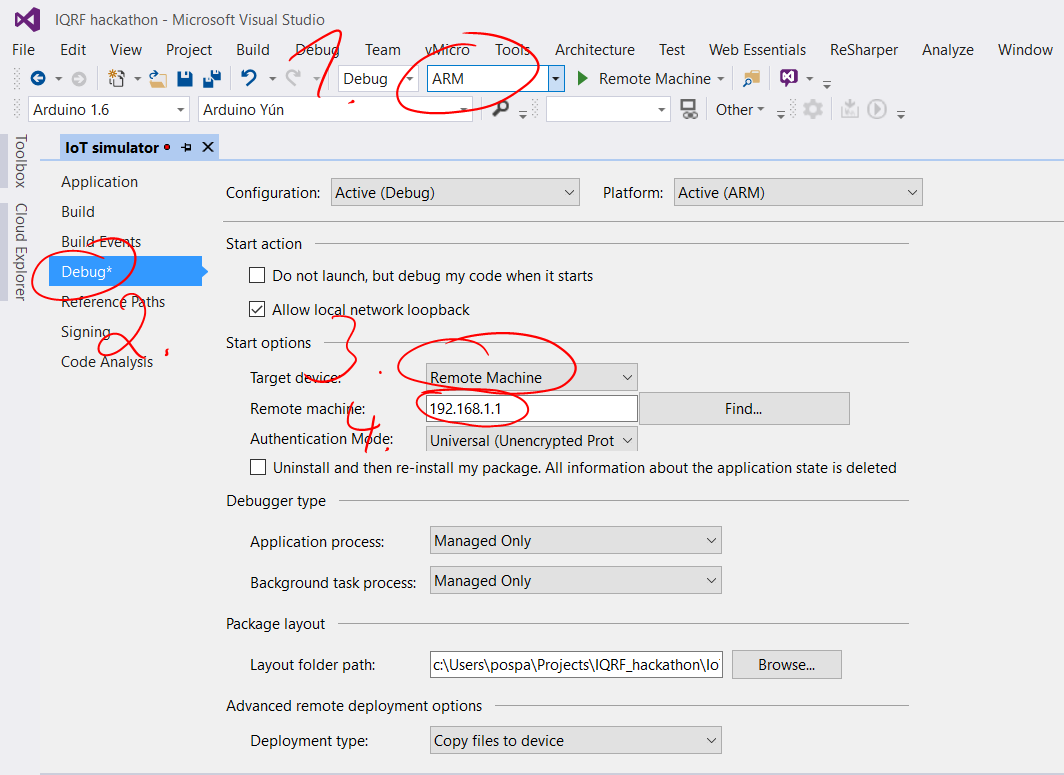 IQRF hackathon - Microsoft Visual Studio
File Edit View Project Build Debug Team vMicro Tools Architecture Test Web Essentials ReSharper Analyze Window
1.
Debug ARM Remote Machine
Arduino 1.6 Arduino Yún Other
Toolbox
Cloud Explorer
IoT simulator
Application
Build
Build Events
Debug*
Reference Paths
Signing
Code Analysis
2.
Configuration: Active (Debug) Platform: Active (ARM)
Start action
Do not launch, but debug my code when it starts
Allow local network loopback
Start options
3.
Target device: Remote Machine
Remote machine: 192.168.1.1 Find...
4.
Authentication Mode: Universal (Unencrypted Prot
Uninstall and then re-install my package. All information about the application state is deleted
Debugger type
Application process: Managed Only
Background task process: Managed Only
Package layout
Layout folder path: c:\Users\pospa\Projects\IQRF_hackathon\Io Browse...
Advanced remote deployment options
Deployment type: Copy files to device